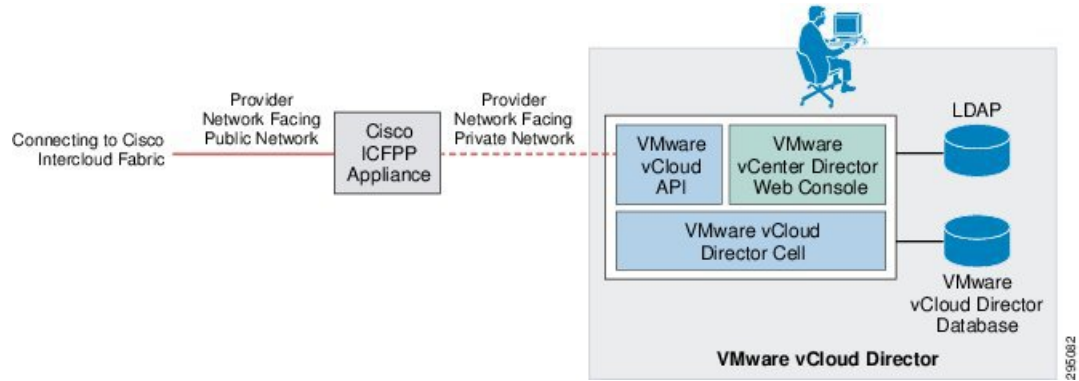 Connecting to Cisco
Intercloud Fabric
Provider
Network Facing
Public Network
Cisco
ICFPP
Appliance
Provider
Network Facing
Private Network
VMware
vCloud
API
VMware
vCenter Director
Web Console
VMware vCloud
Director Cell
LDAP
VMware
vCloud Director
Database
VMware vCloud Director
295082